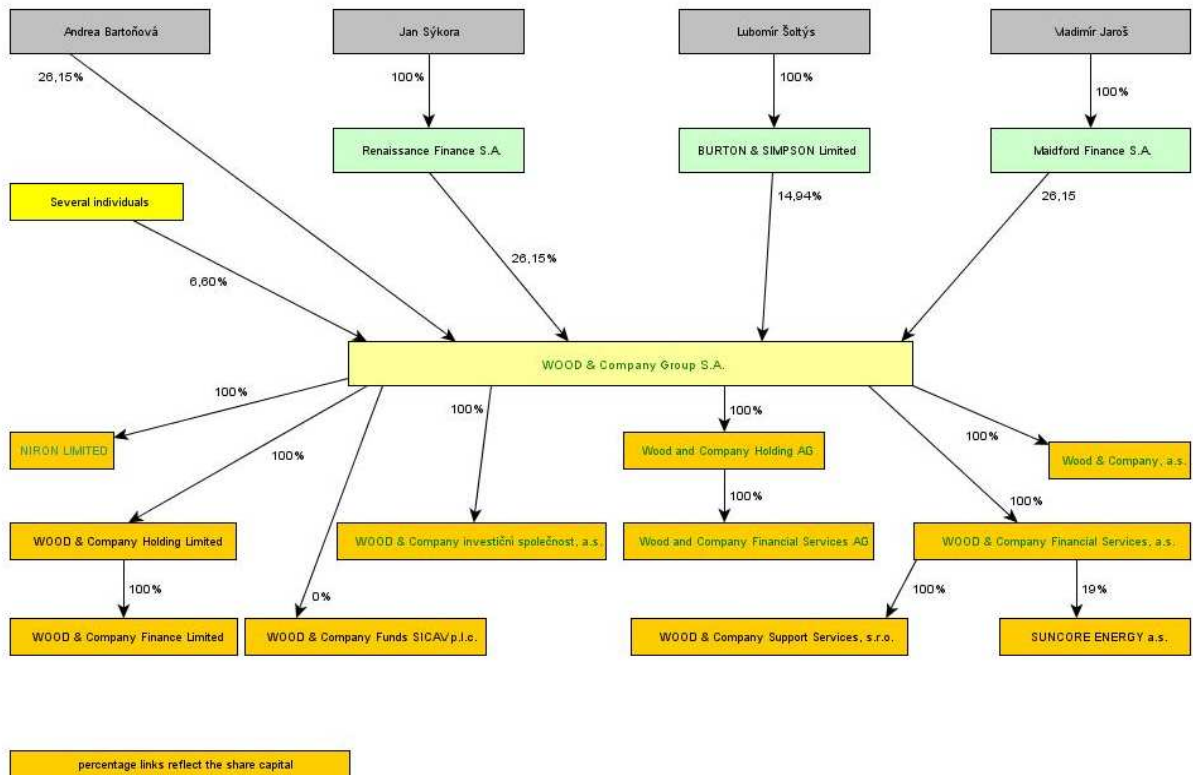 Andrea Bartoňová
Jan Sýkora
Lubomír Šoltýs
Vladimír Jaroš
26,15%
100%
100%
100%
Renaissance Finance S.A.
BURTON & SIMPSON Limited
Maidford Finance S.A.
Several individuals
14,94%
26,15
26,15%
6,60%
WOOD & Company Group S.A.
100%
100%
100%
100%
NIRON LIMITED
Wood and Company Holding AG
Wood & Company, a.s.
100%
100%
100%
WOOD & Company Holding Limited
WOOD & Company investiční společnost, a.s.
Wood and Company Financial Services AG
WOOD & Company Financial Services, a.s.
100%
0%
100%
19%
WOOD & Company Finance Limited
WOOD & Company Funds SICAV p.l.c.
WOOD & Company Support Services, s.r.o.
SUNCORE ENERGY a.s.
percentage links reflect the share capital